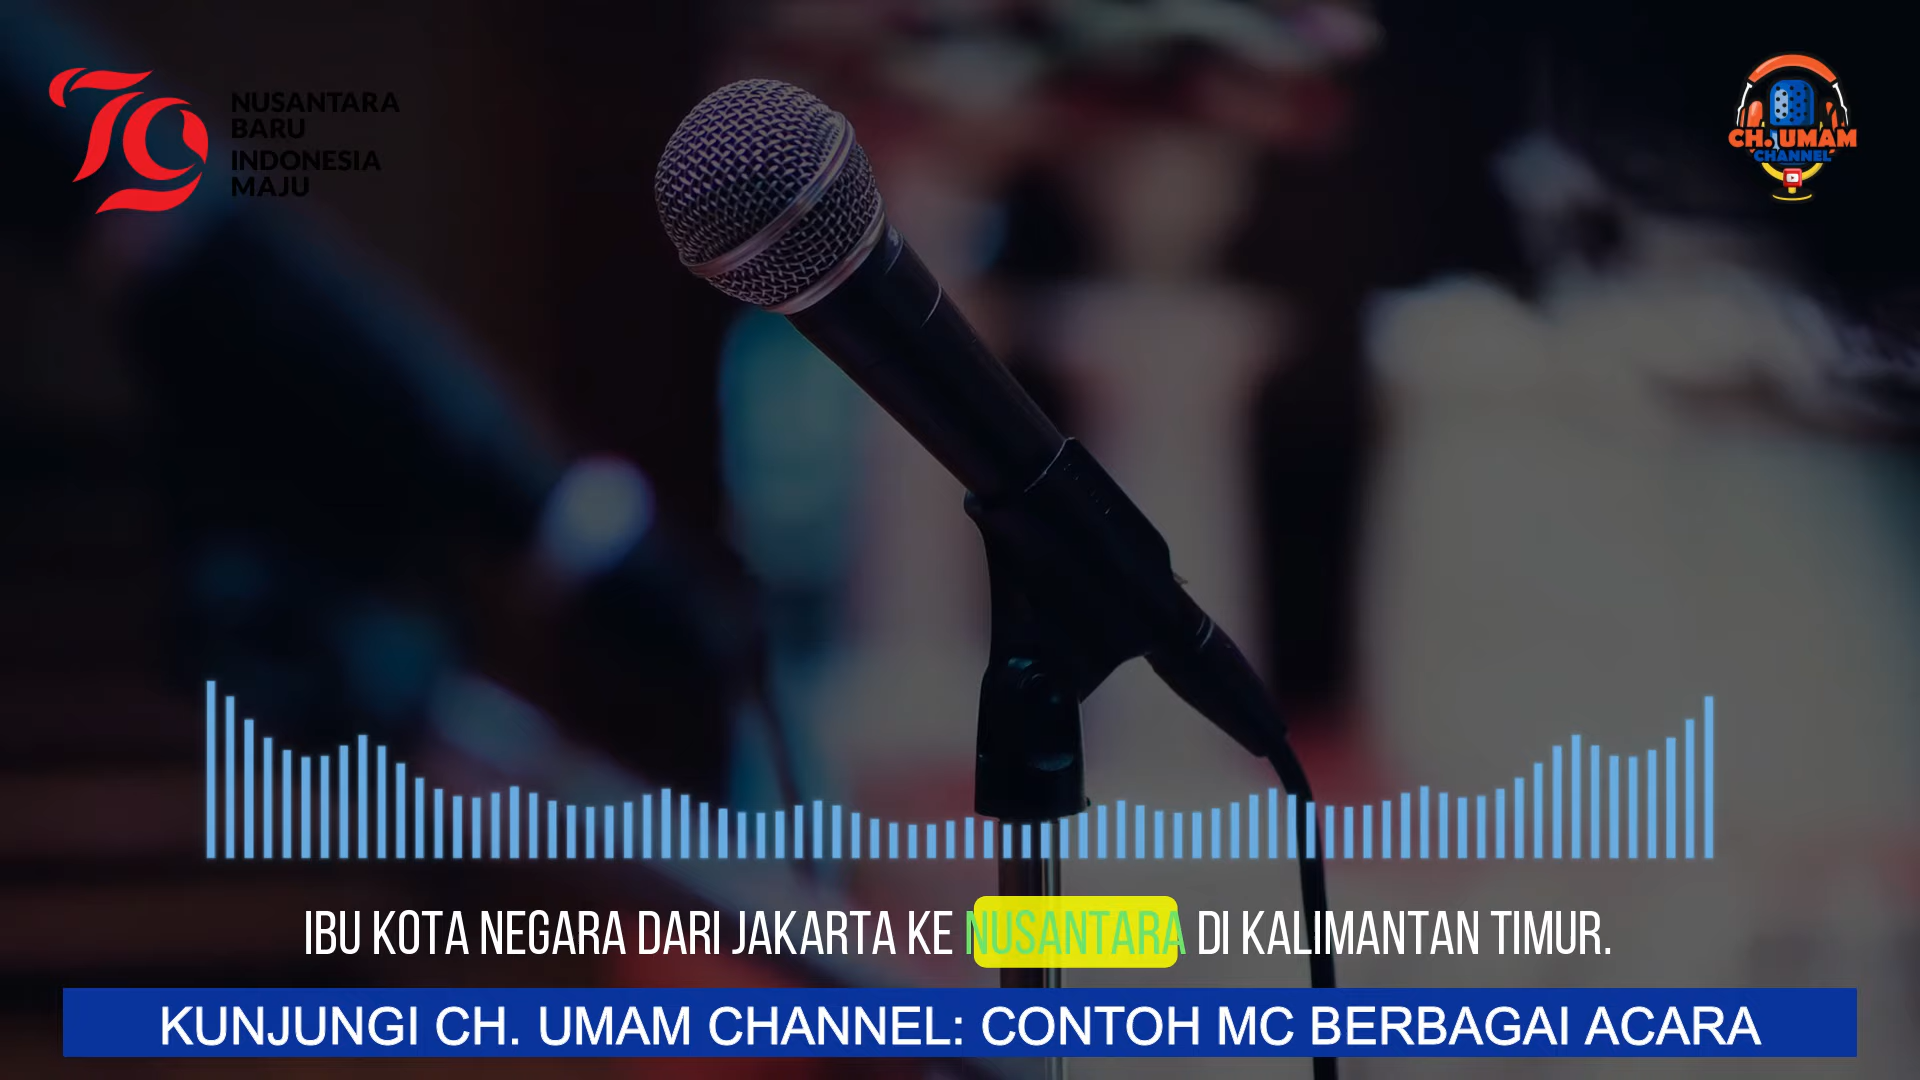 79
NUSANTARA
BARU
INDONESIA
MAJU
CH. UMAM
CHANNEL
IBU KOTA NEGARA DARI JAKARTA KE NUSANTARA DI KALIMANTAN TIMUR.
KUNJUNGI CH. UMAM CHANNEL: CONTOH MC BERBAGAI ACARA